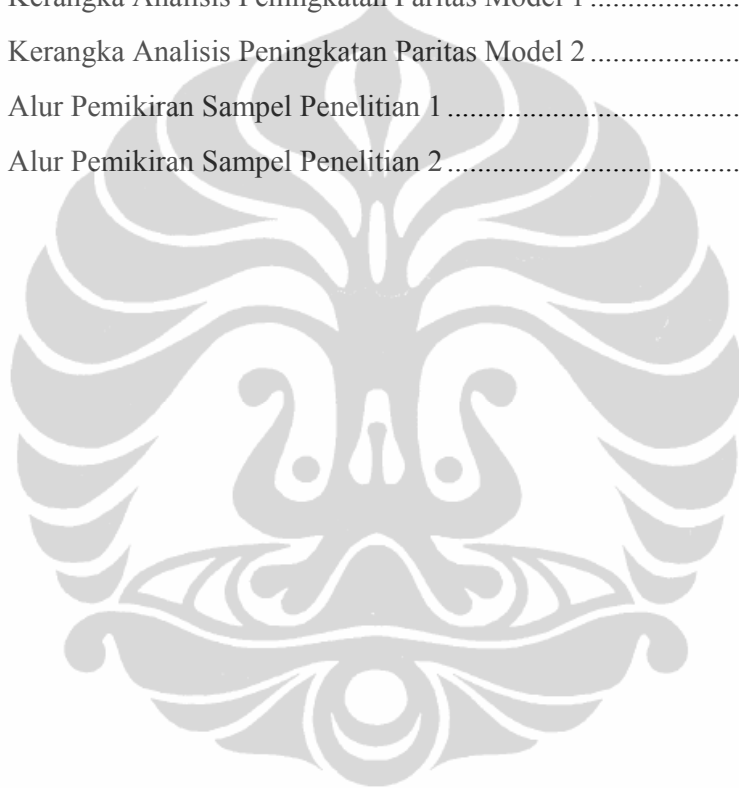 Kerangka Analisis Peningkatan Paritas Model 1 .....................
Kerangka Analisis Peningkatan Paritas Model 2 .....................
Alur Pemikiran Sampel Penelitian 1 ..........................................
Alur Pemikiran Sampel Penelitian 2 ..........................................